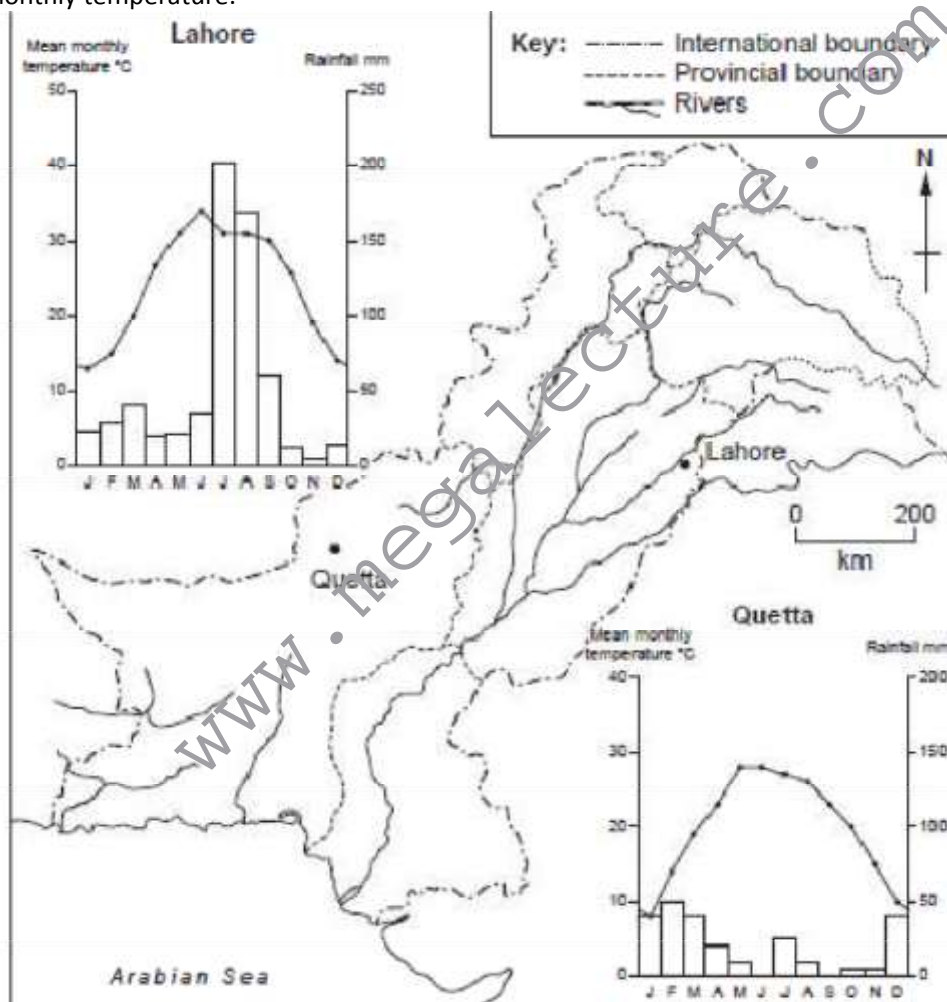 monthly temperature.
Lahore
Mean monthly
temperature °C
Rainfall mm
50
250
40
200
30
150
20
100
10
50
0
0
J F M A M J J A S O N D
Key:
International boundary
Provincial boundary
Rivers
N
Lahore
0 200
km
Quetta
Quetta
Mean monthly
temperature °C
Rainfall mm
40
200
30
150
20
100
10
50
0
0
J F M A M J J A S O N D
Arabian Sea
www.megalecture.com